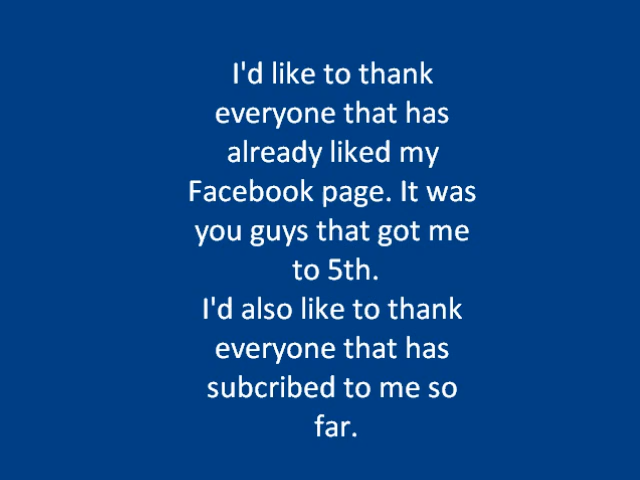 I'd like to thank
everyone that has
already liked my
Facebook page. It was
you guys that got me
to 5th.
I'd also like to thank
everyone that has
subcribed to me so
far.